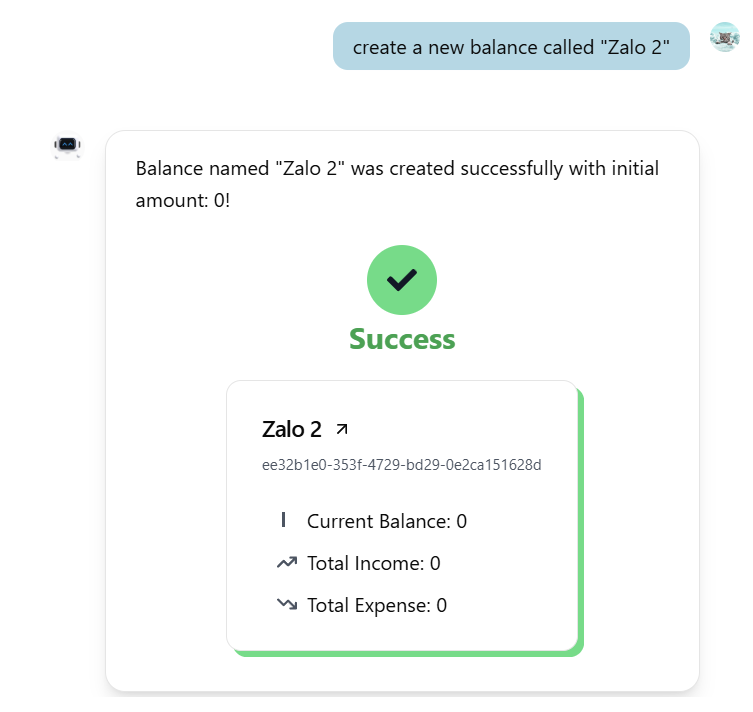 create a new balance called "Zalo 2"
Balance named "Zalo 2" was created successfully with initial
amount: 0!
Success
Zalo 2
ee32b1e0-353f-4729-bd29-0e2ca151628d
Current Balance: 0
Total Income: 0
Total Expense: 0